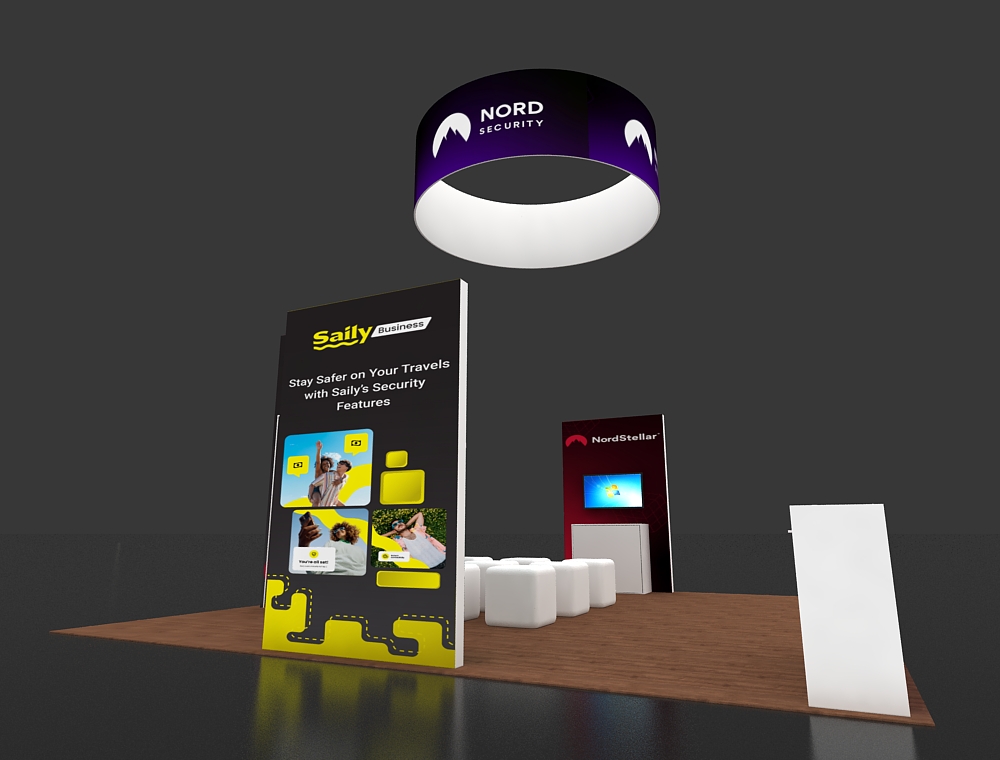 NORD
SECURITY
Saily Business
Stay Safer on Your Travels
with Saily's Security
Features
You're all set!
NordStellar